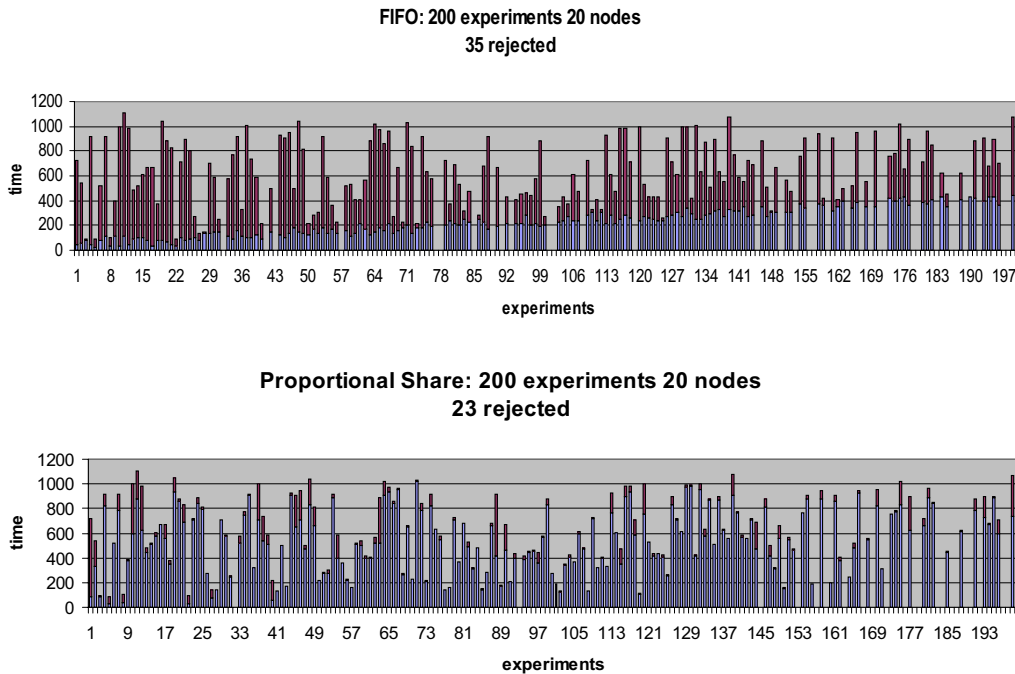 FIFO: 200 experiments 20 nodes
35 rejected
1200
1000
800
600
400
200
0
time
1 8 15 22 29 36 43 50 57 64 71 78 85 92 99 106 113 120 127 134 141 148 155 162 169 176 183 190 197
experiments
Proportional Share: 200 experiments 20 nodes
23 rejected
1200
1000
800
600
400
200
0
time
1 9 17 25 33 41 49 57 65 73 81 89 97 105 113 121 129 137 145 153 161 169 177 185 193
experiments